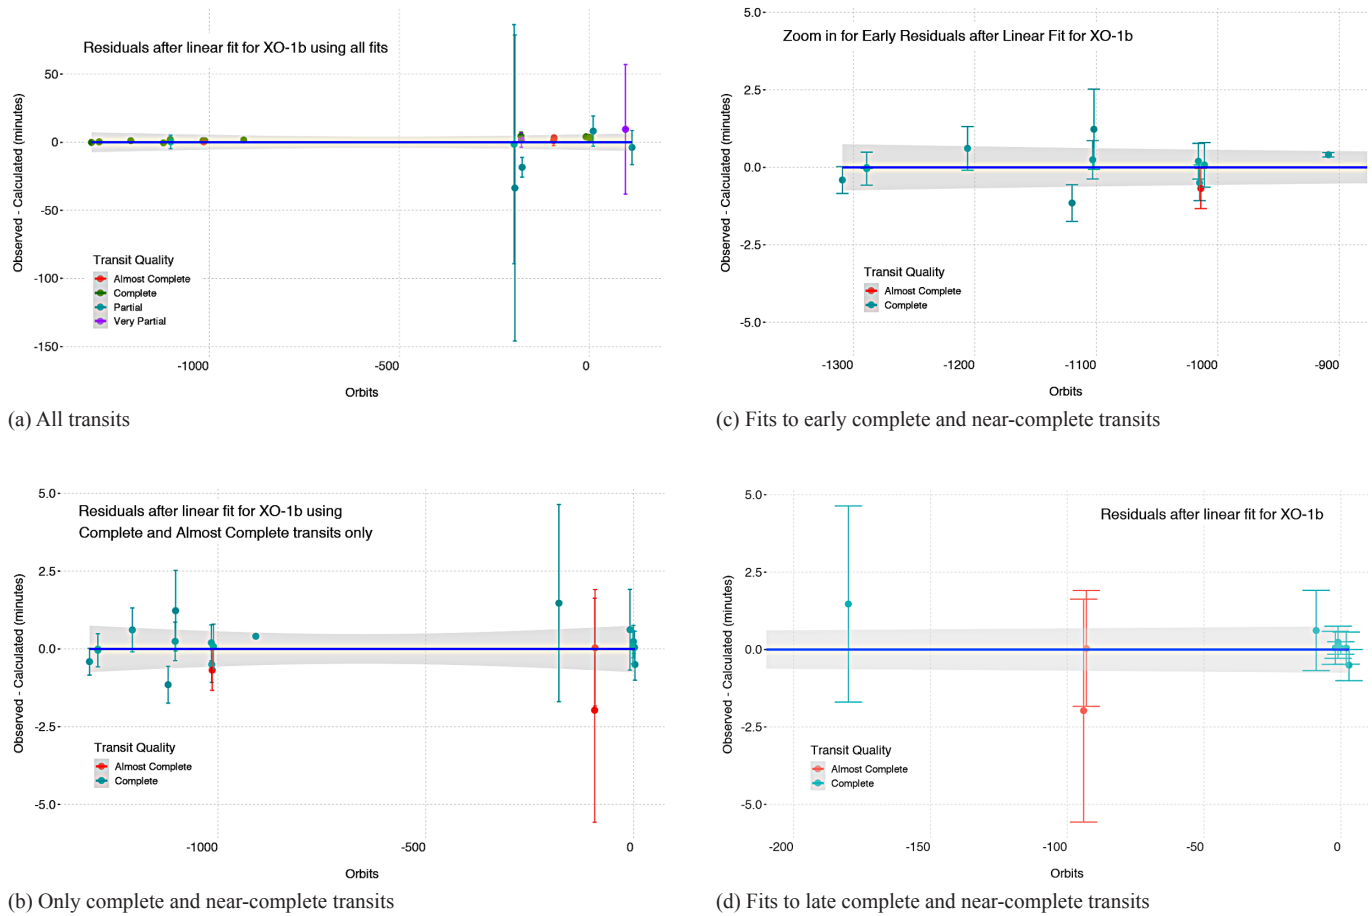 Residuals after linear fit for XO-1b using all fits
Observed - Calculated (minutes)
50
0
-50
-100
-150
Transit Quality
Almost Complete
Complete
Partial
Very Partial
-1000
-500
0
Orbits
(a) All transits
Zoom in for Early Residuals after Linear Fit for XO-1b
Observed - Calculated (minutes)
5.0
2.5
0.0
-2.5
-5.0
Transit Quality
Almost Complete
Complete
-1300
-1200
-1100
-1000
-900
Orbits
(c) Fits to early complete and near-complete transits
Residuals after linear fit for XO-1b using
Complete and Almost Complete transits only
Observed - Calculated (minutes)
5.0
2.5
0.0
-2.5
-5.0
Transit Quality
Almost Complete
Complete
-1000
-500
0
Orbits
(b) Only complete and near-complete transits
Residuals after linear fit for XO-1b
Observed - Calculated (minutes)
5.0
2.5
0.0
-2.5
-5.0
Transit Quality
Almost Complete
Complete
-200
-150
-100
-50
0
Orbits
(d) Fits to late complete and near-complete transits